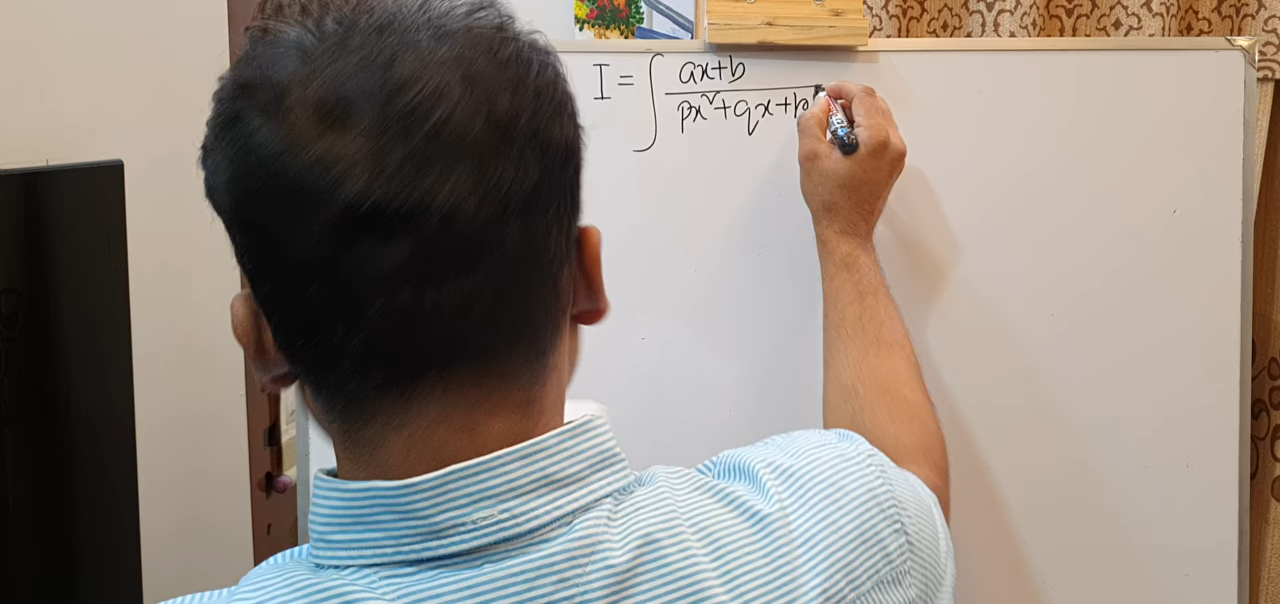 I = ∫ ax+b
px²+qx+r